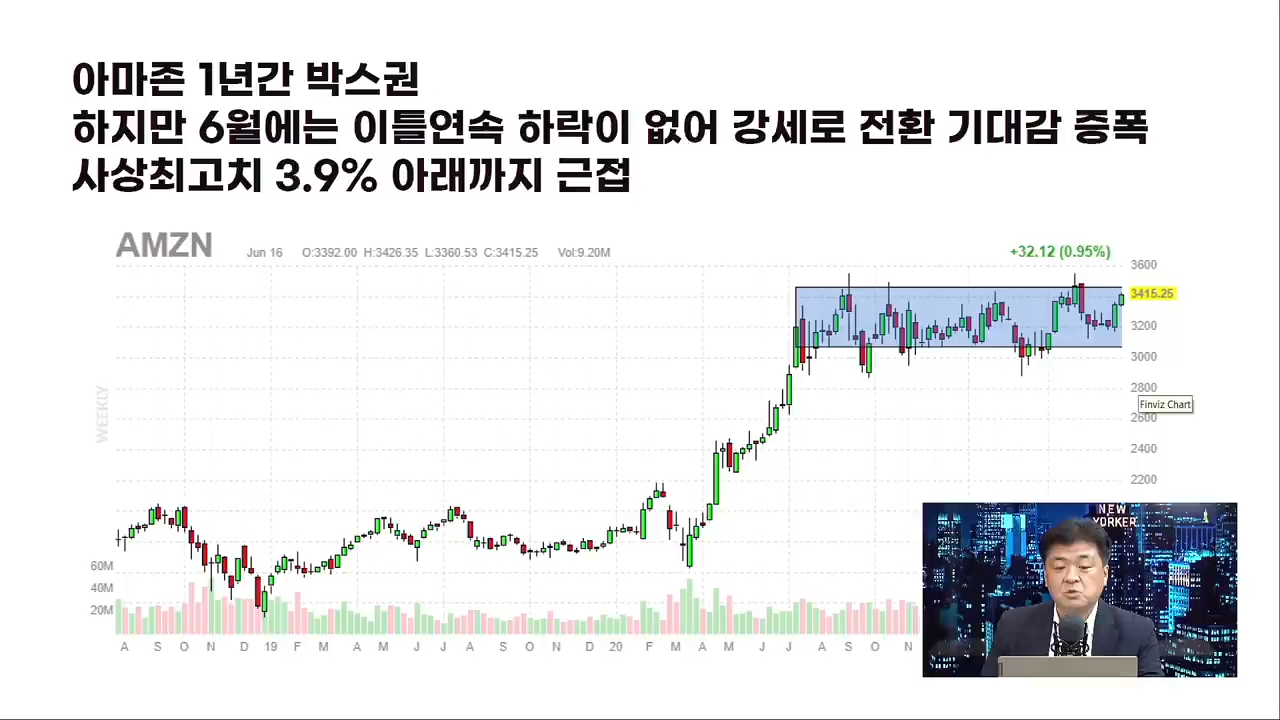 아마존 1년간 박스권
하지만 6월에는 이틀연속 하락이 없어 강세로 전환 기대감 증폭
사상최고치 3.9% 아래까지 근접
AMZN Jun 16 O:3392.00 H:3426.35 L:3360.53 C:3415.25 Vol:9.20M +32.12 (0.95%)
3600
3415.25
3200
3000
2800
Finviz Chart
2600
2400
2200
WEEKLY
60M
40M
20M
A S O N D 19 F M A M J J A S O N D 20 F M A M J J A S O N
NEW
YORKER